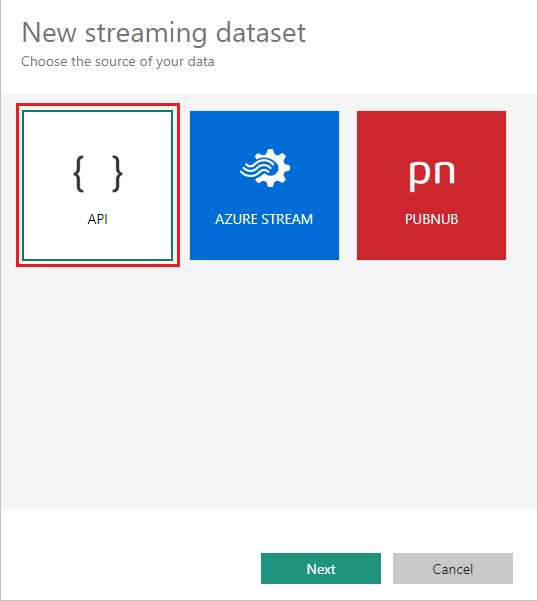 New streaming dataset
Choose the source of your data
{ }
API
AZURE STREAM
pn
PUBNUB
Next
Cancel